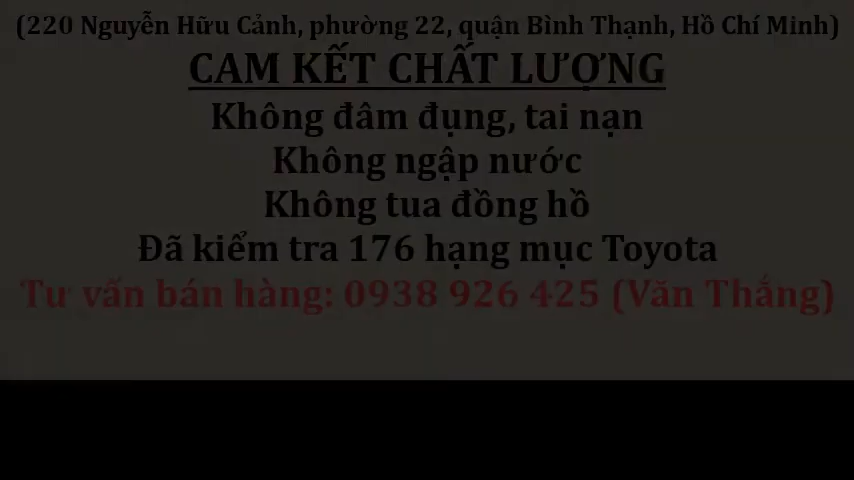 (220 Nguyễn Hữu Cảnh, phường 22, quận Bình Thạnh, Hồ Chí Minh)
CAM KẾT CHẤT LƯỢNG
Không đâm đụng, tai nạn
Không ngập nước
Không tua đồng hồ
Đã kiểm tra 176 hạng mục Toyota
Tư vấn bán hàng: 0938 926 425 (Văn Thắng)